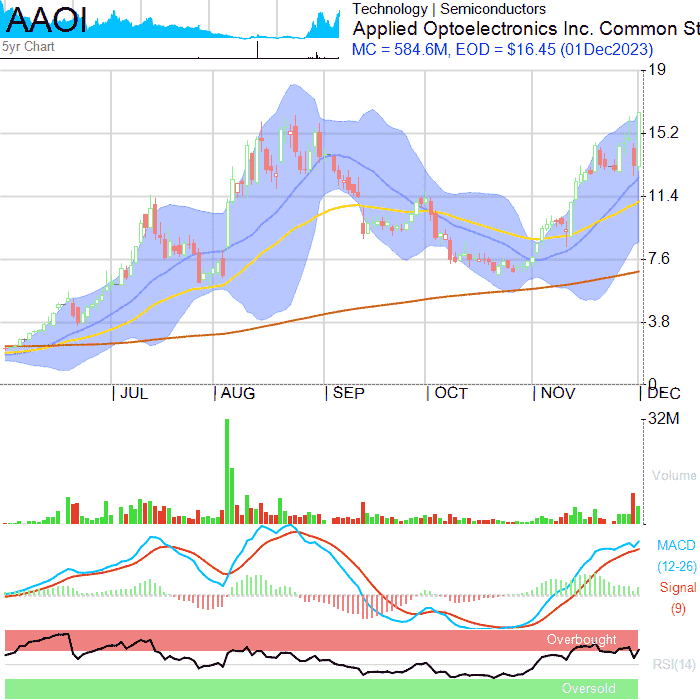 AAOI
5yr Chart
Technology | Semiconductors
Applied Optoelectronics Inc. Common St
MC = 584.6M, EOD = $16.45 (01Dec2023)
19
15.2
11.4
7.6
3.8
0
JUL AUG SEP OCT NOV DEC
32M
Volume
MACD
(12-26)
Signal
(9)
Overbought
RSI(14)
Oversold